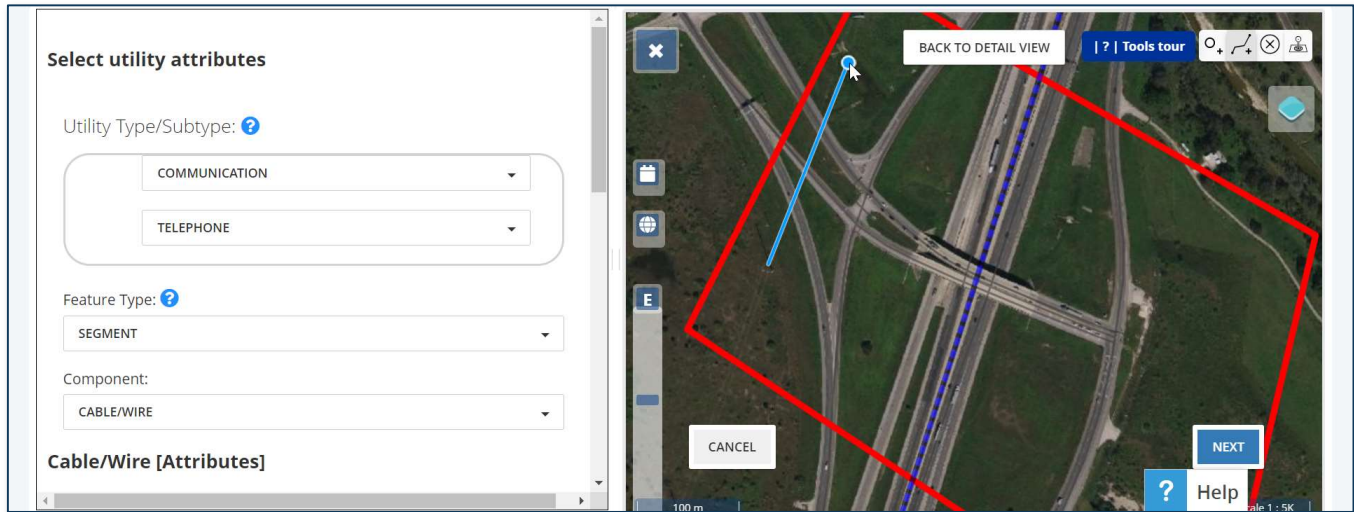 Select utility attributes
Utility Type/Subtype: ?
COMMUNICATION
TELEPHONE
Feature Type: ?
SEGMENT
Component:
CABLE/WIRE
Cable/Wire [Attributes]
BACK TO DETAIL VIEW
| ? | Tools tour
E
CANCEL
NEXT
? Help
100 m
cale 1 : 5K